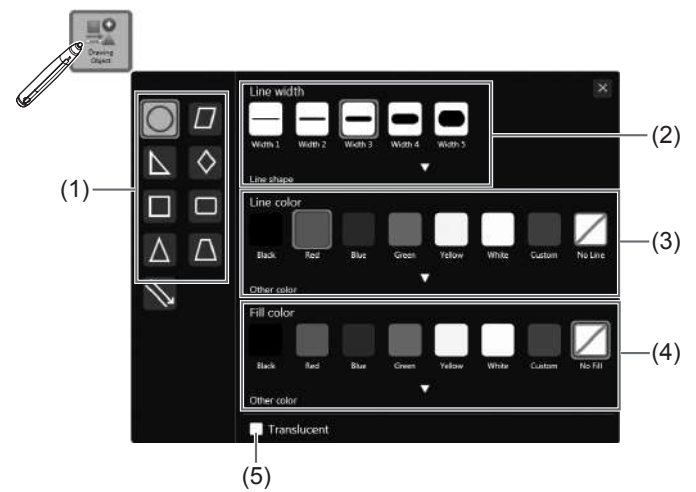 Drawing
Object
Line width
Width 1 Width 2 Width 3 Width 4 Width 5
Line shape
(1)
(2)
Line color
Black Red Blue Green Yellow White Custom No Line
Other color
(3)
Fill color
Black Red Blue Green Yellow White Custom No Fill
Other color
(4)
Translucent
(5)